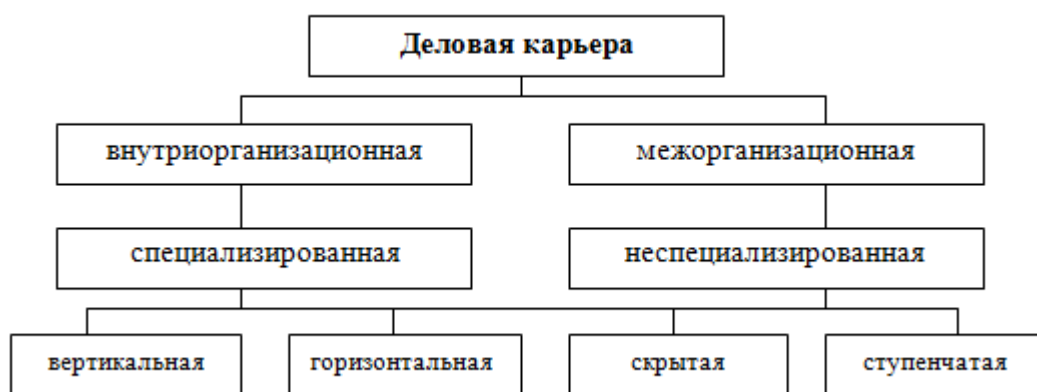 Деловая карьера
внутриорганизационная
межорганизационная
специализированная
неспециализированная
вертикальная
горизонтальная
скрытая
ступенчатая